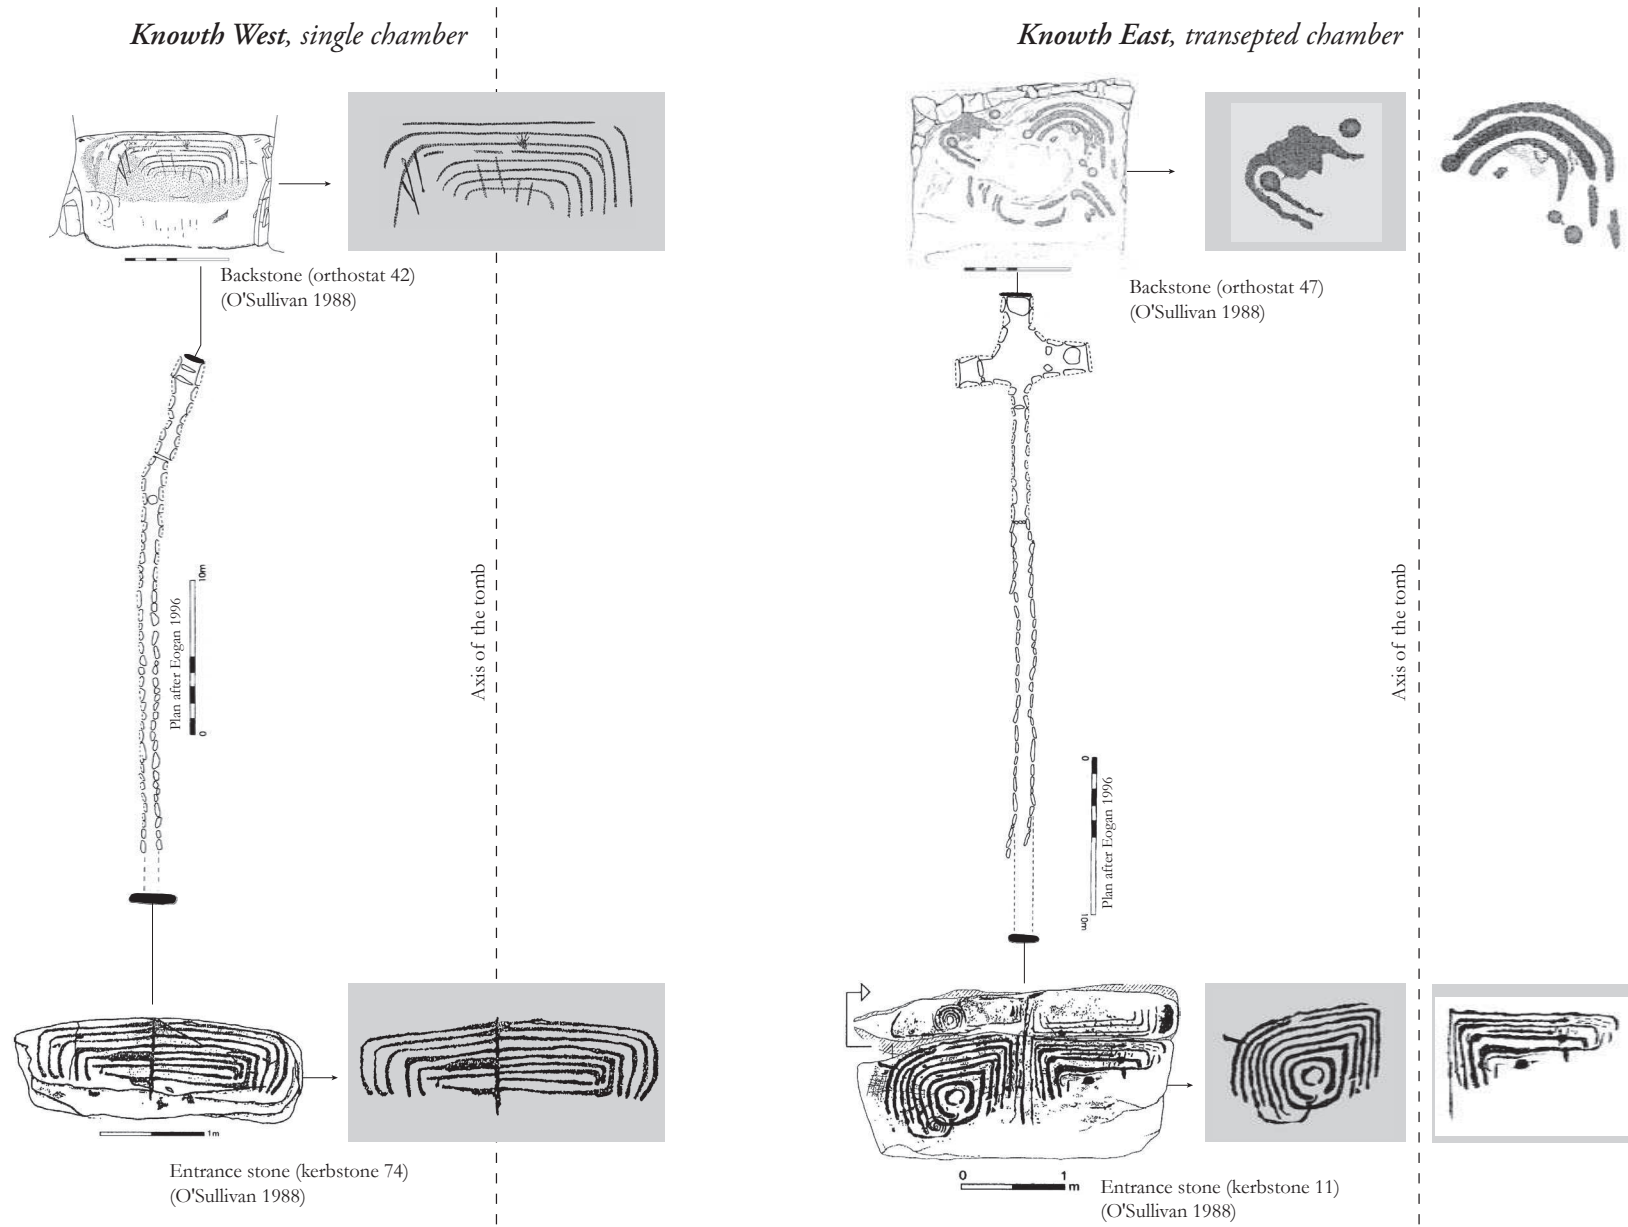 Knowth West, single chamber
Backstone (orthostat 42)
(O'Sullivan 1988)
10m
Plan after Eogan 1996
0
Axis of the tomb
1m
Entrance stone (kerbstone 74)
(O'Sullivan 1988)
Knowth East, transepted chamber
Backstone (orthostat 47)
(O'Sullivan 1988)
Axis of the tomb
0
Plan after Eogan 1996
10m
0 1
m
Entrance stone (kerbstone 11)
(O'Sullivan 1988)